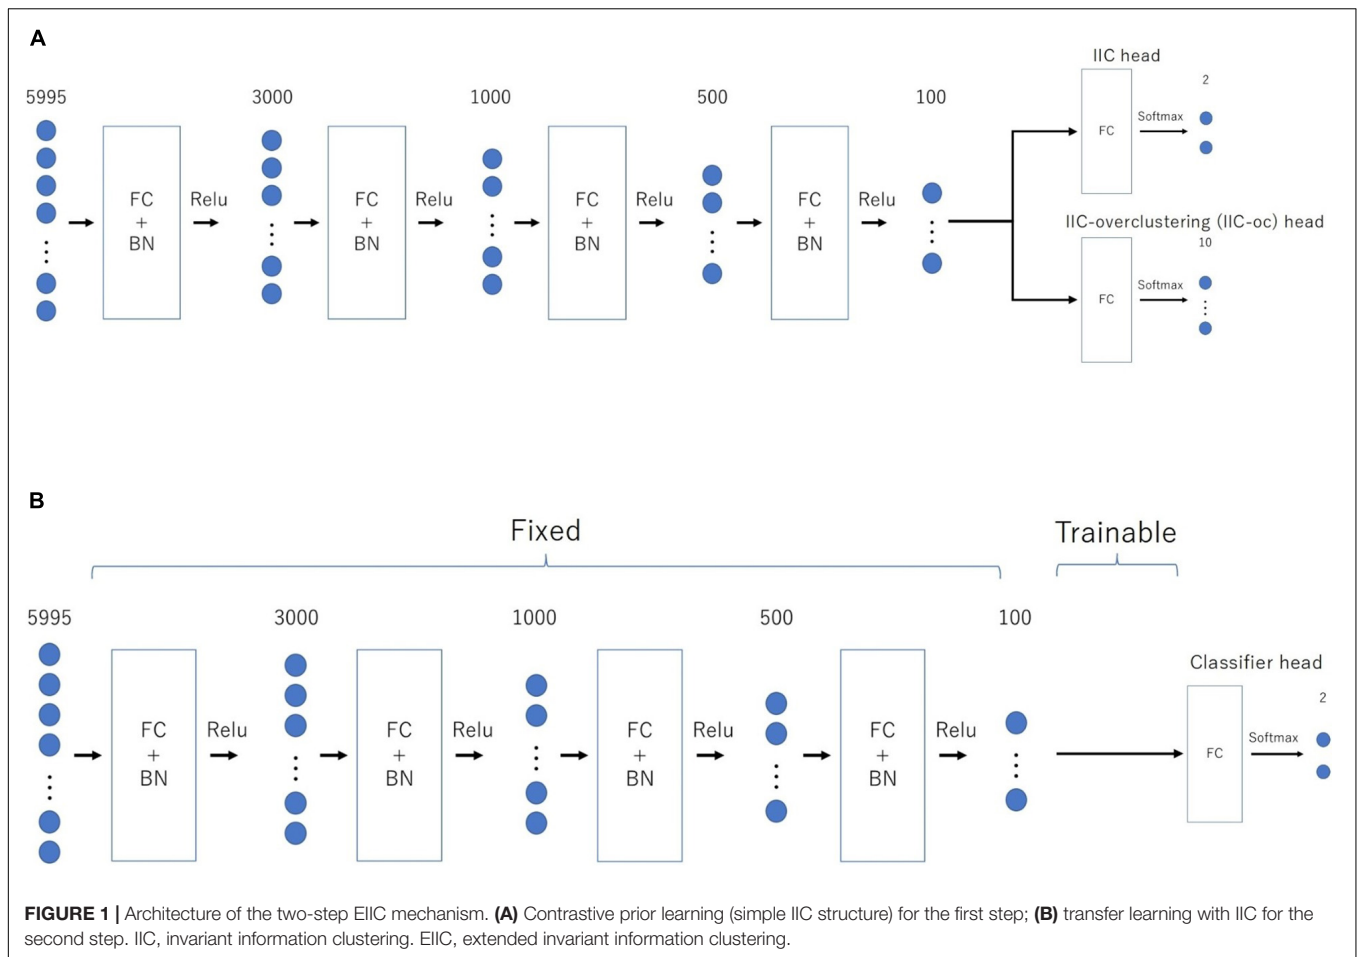 A
IIC head
5995 3000 1000 500 100 2
FC + BN Relu FC + BN Relu FC + BN Relu FC + BN Relu FC Softmax
IIC-overclustering (IIC-oc) head
10
FC Softmax
B
Fixed Trainable
5995 3000 1000 500 100
Classifier head
2
FC + BN Relu FC + BN Relu FC + BN Relu FC + BN Relu FC Softmax
FIGURE 1 | Architecture of the two-step EIIC mechanism. (A) Contrastive prior learning (simple IIC structure) for the first step; (B) transfer learning with IIC for the
second step. IIC, invariant information clustering. EIIC, extended invariant information clustering.